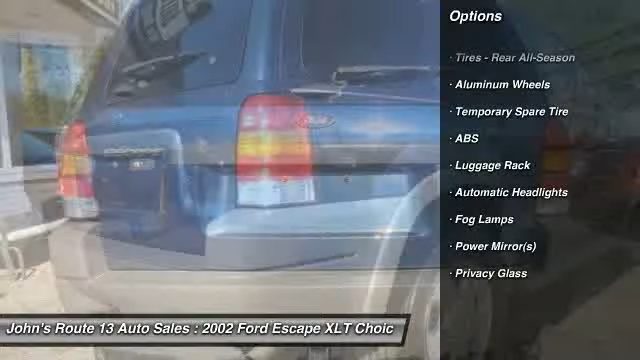 Options
· Tires - Rear All-Season
· Aluminum Wheels
· Temporary Spare Tire
· ABS
· Luggage Rack
· Automatic Headlights
· Fog Lamps
· Power Mirror(s)
· Privacy Glass
John's Route 13 Auto Sales : 2002 Ford Escape XLT Choic